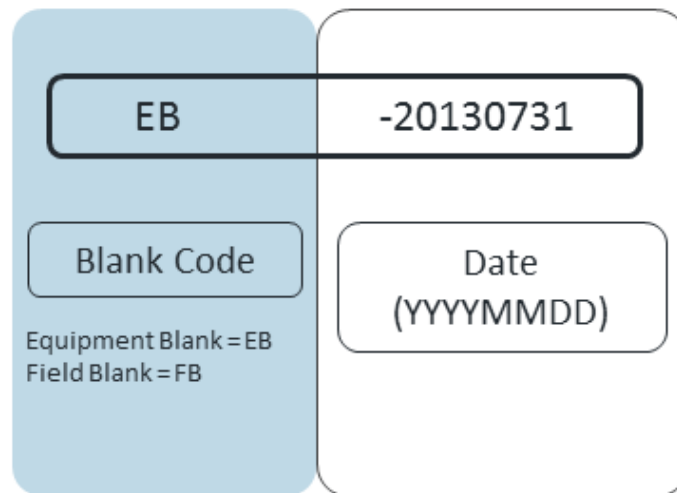 EB -20130731
Blank Code
Equipment Blank = EB
Field Blank = FB
Date
(YYYYMMDD)